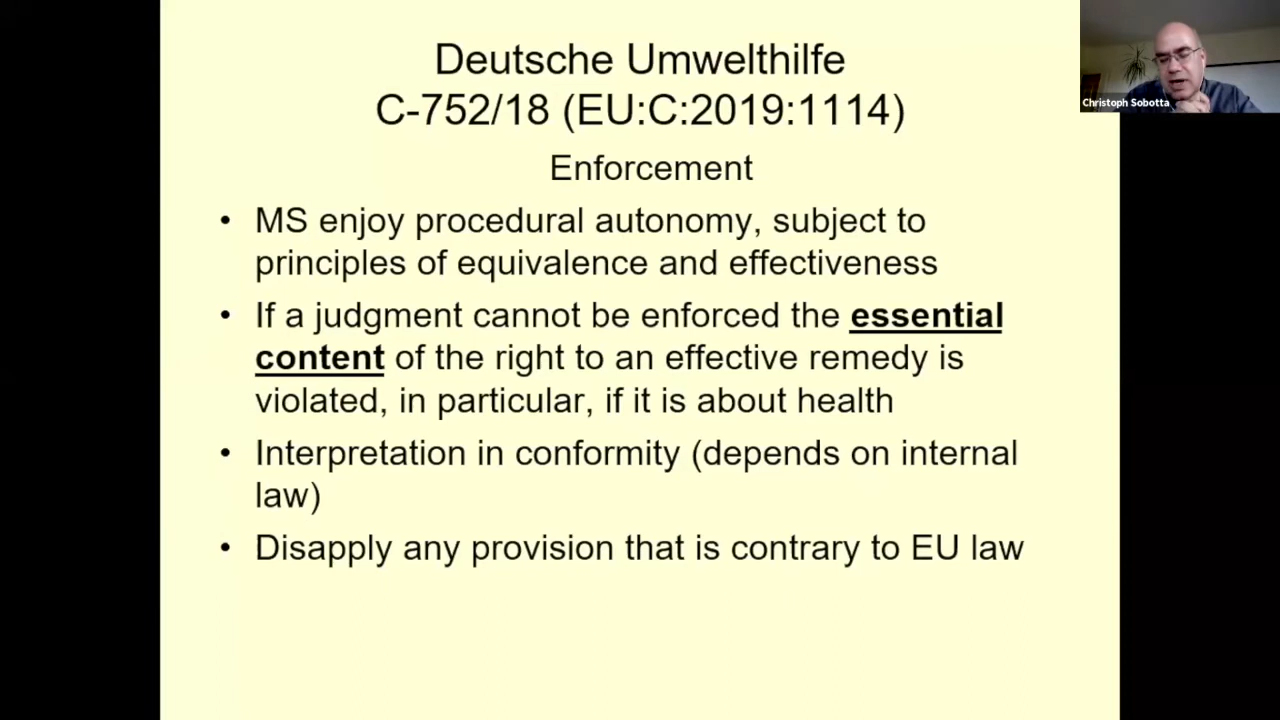 Deutsche Umwelthilfe
C-752/18 (EU:C:2019:1114)
Enforcement
• MS enjoy procedural autonomy, subject to
principles of equivalence and effectiveness
• If a judgment cannot be enforced the essential
content of the right to an effective remedy is
violated, in particular, if it is about health
• Interpretation in conformity (depends on internal
law)
• Disapply any provision that is contrary to EU law
Christoph Sobotta